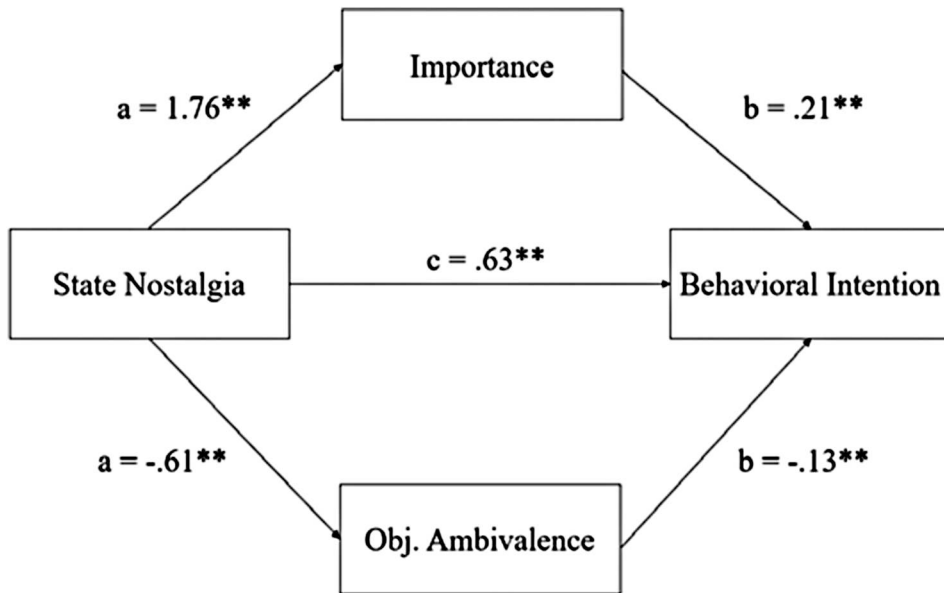 Importance
a = 1.76**
b = .21**
State Nostalgia
c = .63**
Behavioral Intention
a = -.61**
b = -.13**
Obj. Ambivalence